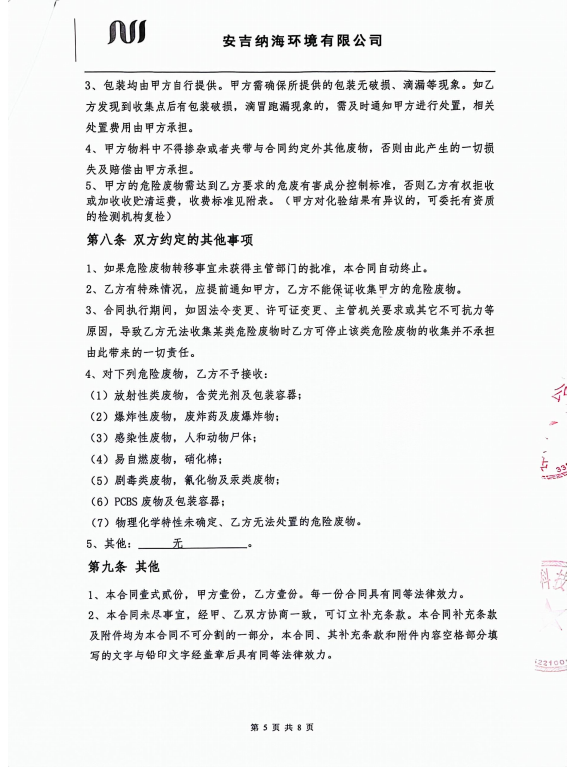 安吉纳海环境有限公司
3、包装均由甲方自行提供。甲方需确保所提供的包装无破损、滴漏等现象。如乙
方发现到收集点后有包装破损，滴冒跑漏现象的，需及时通知甲方进行处置，相关
处置费用由甲方承担。
4、甲方物料中不得掺杂或者夹带与合同约定外其他废物，否则由此产生的一切损
失及赔偿由甲方承担。
5、甲方的危险废物需达到乙方要求的危废有害成分控制标准，否则乙方有权拒收
或加收收贮清运费，收费标准见附表。（甲方对化验结果有异议的，可委托有资质
的检测机构复检）
第八条 双方约定的其他事项
1、如果危险废物转移事宜未获得主管部门的批准，本合同自动终止。
2、乙方有特殊情况，应提前通知甲方，乙方不能保证收集甲方的危险废物。
3、合同执行期间，如因法令变更、许可证变更、主管机关要求或其它不可抗力等
原因，导致乙方无法收集某类危险废物时乙方可停止该类危险废物的收集并不承担
由此带来的一切责任。
4、对下列危险废物，乙方不予接收：
（1）放射性类废物，含荧光剂及包装容器；
（2）爆炸性废物，废炸药及废爆炸物；
（3）感染性废物，人和动物尸体；
（4）易自燃废物，硝化棉；
（5）剧毒类废物，氰化物及汞类废物；
（6）PCBS 废物及包装容器；
（7）物理化学特性未确定、乙方无法处置的危险废物。
5、其他：无。
第九条 其他
1、本合同壹式贰份，甲方壹份，乙方壹份。每一份合同具有同等法律效力。
2、本合同未尽事宜，经甲、乙双方协商一致，可订立补充条款。本合同补充条款
及附件均为本合同不可分割的一部分，本合同、其补充条款和附件内容空格部分填
写的文字与铅印文字经盖章后具有同等法律效力。
第 5 页 共 8 页